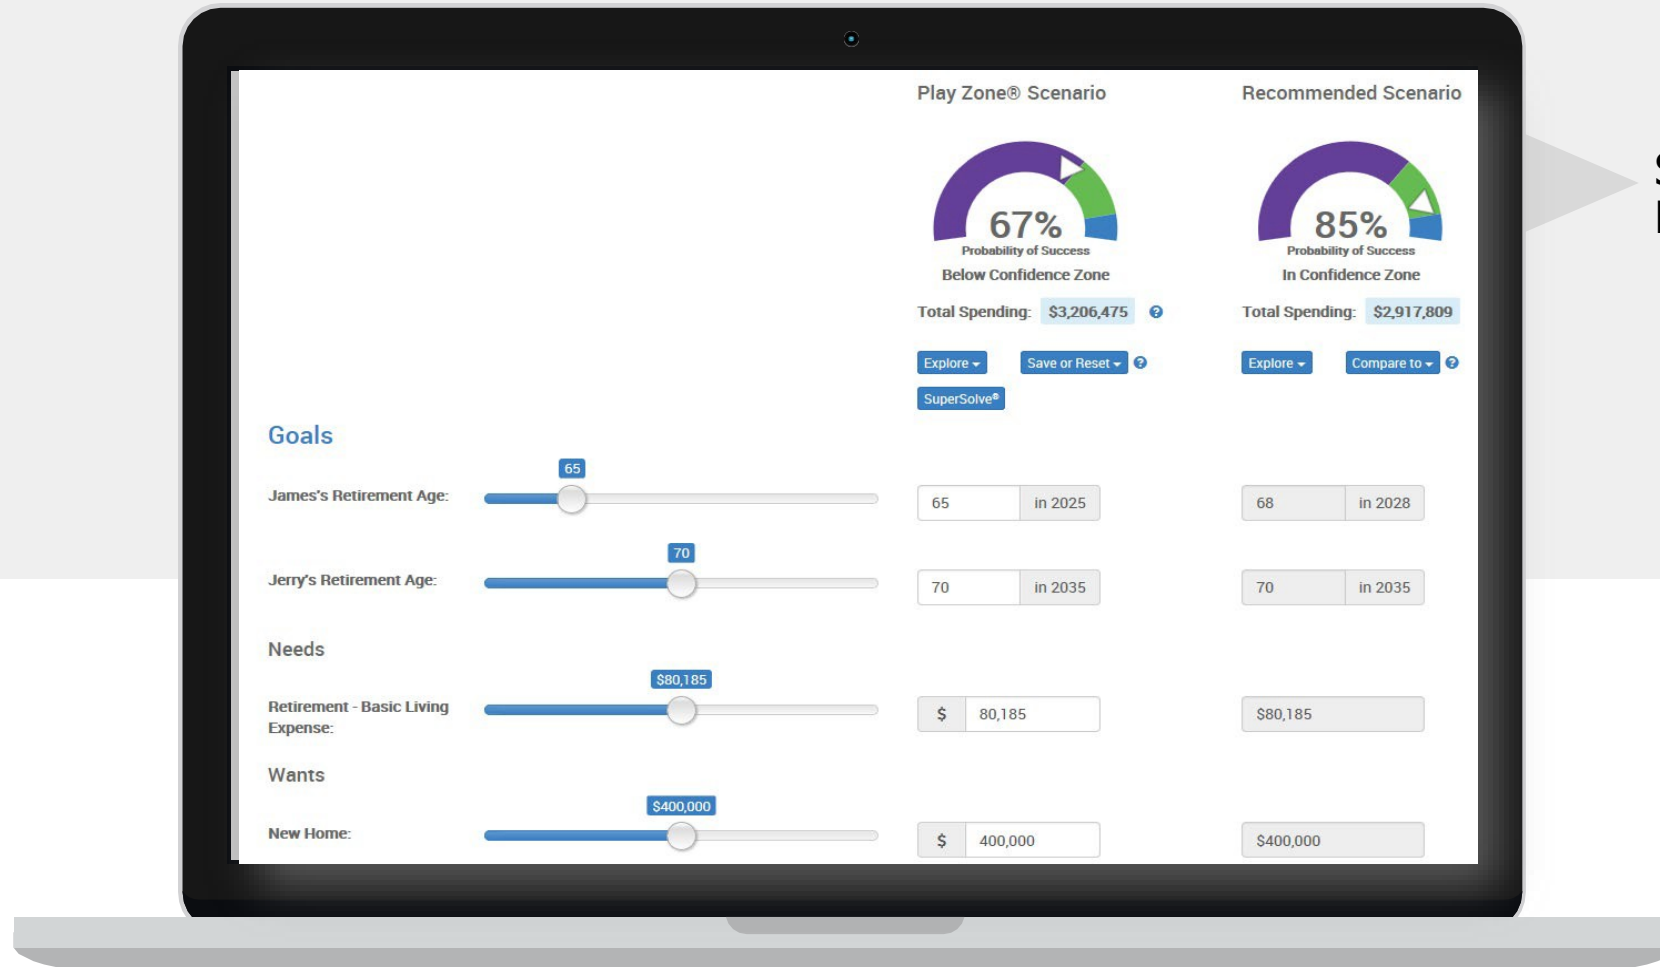 Play Zone® Scenario
Recommended Scenario
67%
Probability of Success
Below Confidence Zone
85%
Probability of Success
In Confidence Zone
Total Spending: $3,206,475
Total Spending: $2,917,809
Explore Save or Reset
Explore Compare to
SuperSolve®
Goals
65
James's Retirement Age: 65 in 2025 68 in 2028
70
Jerry's Retirement Age: 70 in 2035 70 in 2035
Needs
$80,185
Retirement - Basic Living
Expense:
$ 80,185 $80,185
Wants
$400,000
New Home: $ 400,000 $400,000